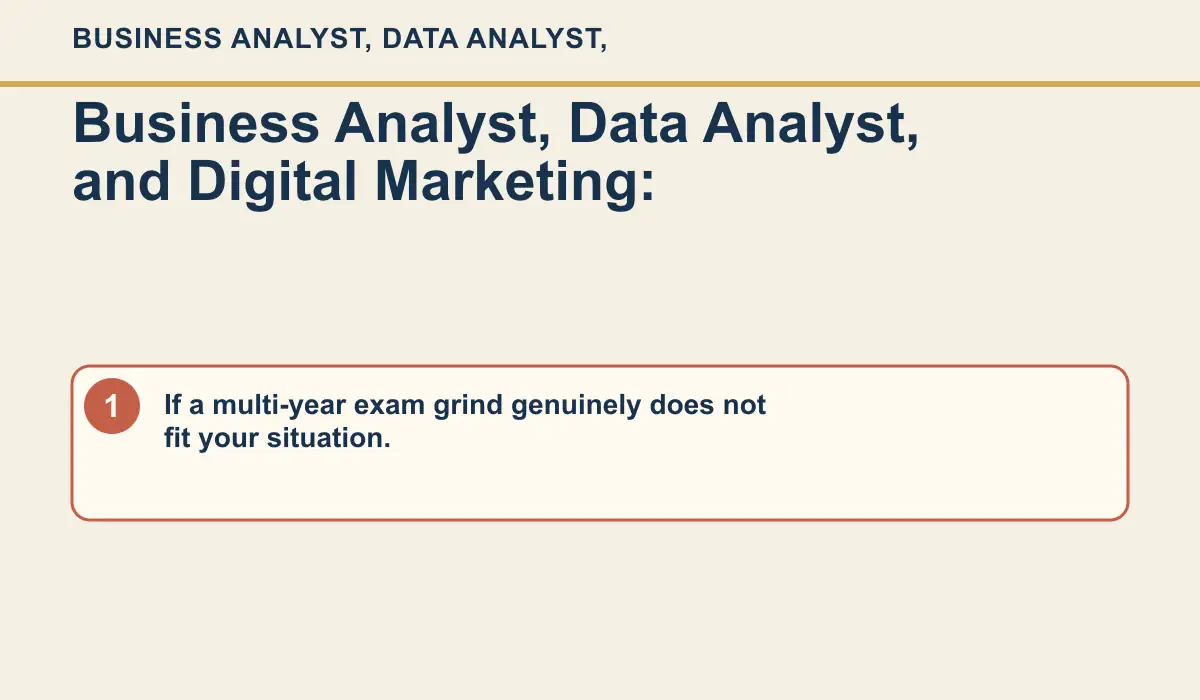 BUSINESS ANALYST, DATA ANALYST,
Business Analyst, Data Analyst,
and Digital Marketing:
1
If a multi-year exam grind genuinely does not
fit your situation.